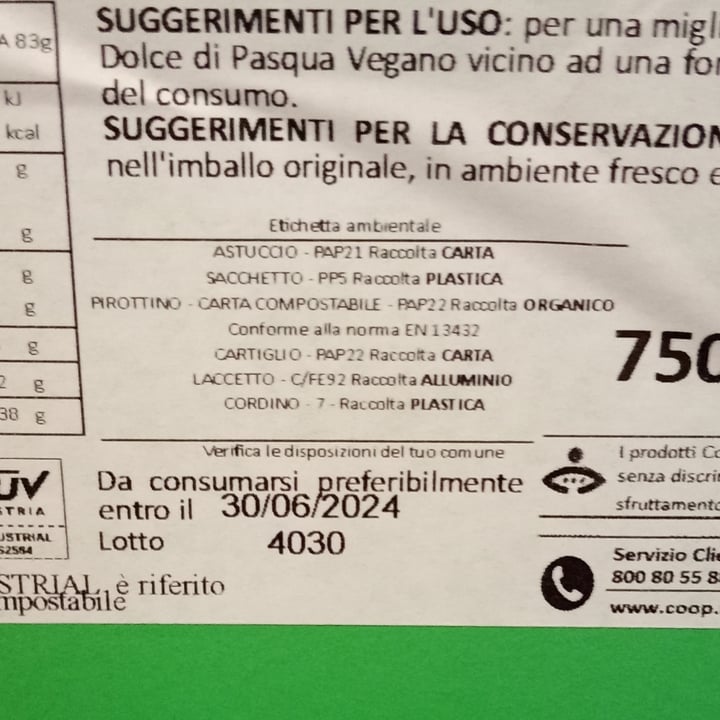 SUGGERIMENTI PER L'USO: per una migl
A 83g
Dolce di Pasqua Vegano vicino ad una
kJ
del consumo.
kcal
SUGGERIMENTI PER LA CONSERVAZION
g
nell'imballo originale, in ambiente fresco e
g
Etichetta ambientale
ASTUCCIO - PAP21 Raccolta CARTA
g
SACCHETTO - PP5 Raccolta PLASTICA
g
PIROTTINO - CARTA COMPOSTABILE - PAP22 Raccolta ORGANICO
Conforme alla norma EN 13432
g
CARTIGLIO - PAP22 Raccolta CARTA
750
2 g
LACCETTO - C/FE92 Raccolta ALLUMINIO
38 g
CORDINO - 7 - Raccolta PLASTICA
Verifica le disposizioni del tuo comune
I prodotti Co
senza discri
sfruttamento
ÜV
STRIA
USTRIAL
S2564
Da consumarsi preferibilmente
entro il 30/06/2024
Lotto 4030
Servizio Clie
800 80 55 8
www.coop.
STRIAL è riferito
mpostabile